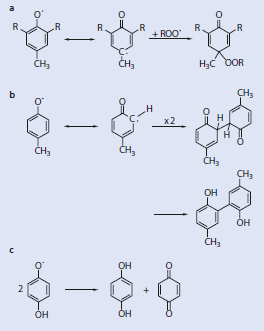 a
O· O O
R R R R R R
+ ROO·
C·
CH₃ CH₃ H₃C OOR
b
O· O H
C·
x 2
CH₃ CH₃
O H CH₃
H O
CH₃
CH₃
OH
OH
CH₃
c
O· OH O
2 +
OH OH O